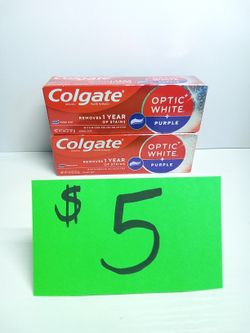 Colgate
OPTIC
WHITE
REMOVES 1 YEAR
OF STAINS
PURPLE
Colgate
OPTIC
WHITE
REMOVES 1 YEAR
OF STAINS
PURPLE
$ 5